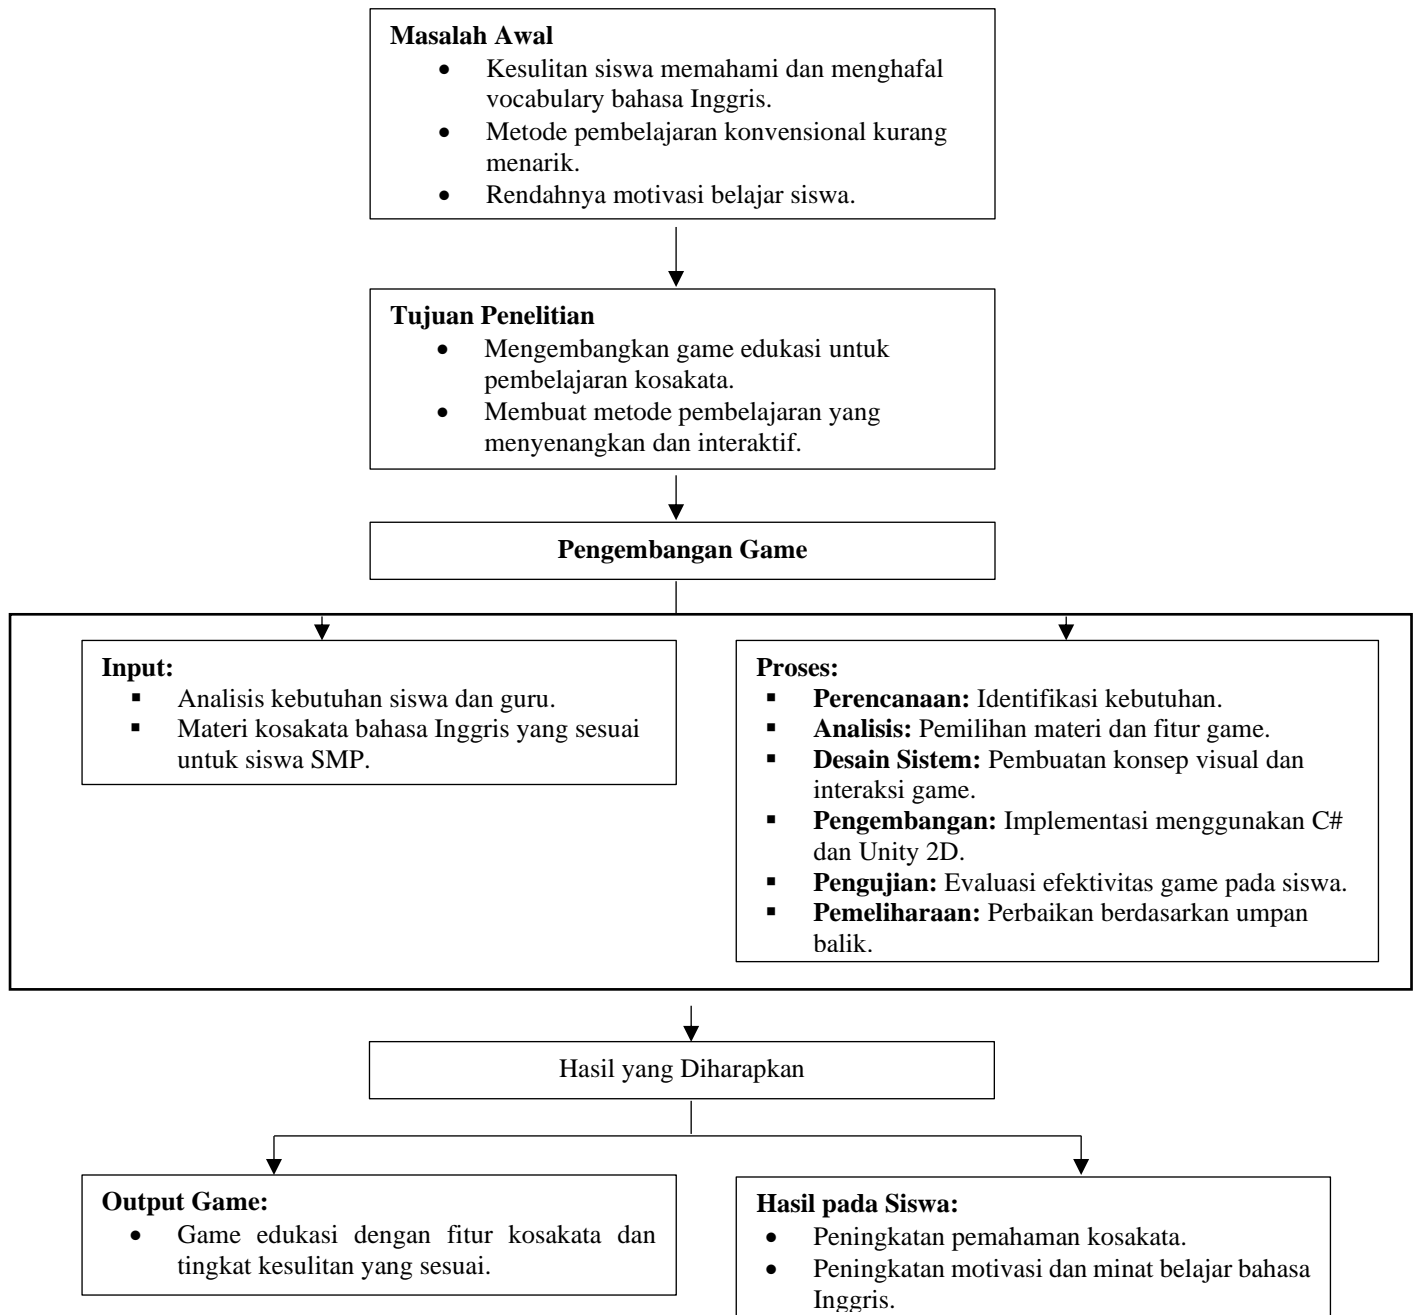 Masalah Awal
• Kesulitan siswa memahami dan menghafal
vocabulary bahasa Inggris.
• Metode pembelajaran konvensional kurang
menarik.
• Rendahnya motivasi belajar siswa.
Tujuan Penelitian
• Mengembangkan game edukasi untuk
pembelajaran kosakata.
• Membuat metode pembelajaran yang
menyenangkan dan interaktif.
Pengembangan Game
Input:
▪ Analisis kebutuhan siswa dan guru.
▪ Materi kosakata bahasa Inggris yang sesuai
untuk siswa SMP.
Proses:
▪ Perencanaan: Identifikasi kebutuhan.
▪ Analisis: Pemilihan materi dan fitur game.
▪ Desain Sistem: Pembuatan konsep visual dan
interaksi game.
▪ Pengembangan: Implementasi menggunakan C#
dan Unity 2D.
▪ Pengujian: Evaluasi efektivitas game pada siswa.
▪ Pemeliharaan: Perbaikan berdasarkan umpan
balik.
Hasil yang Diharapkan
Output Game:
• Game edukasi dengan fitur kosakata dan
tingkat kesulitan yang sesuai.
Hasil pada Siswa:
• Peningkatan pemahaman kosakata.
• Peningkatan motivasi dan minat belajar bahasa
Inggris.